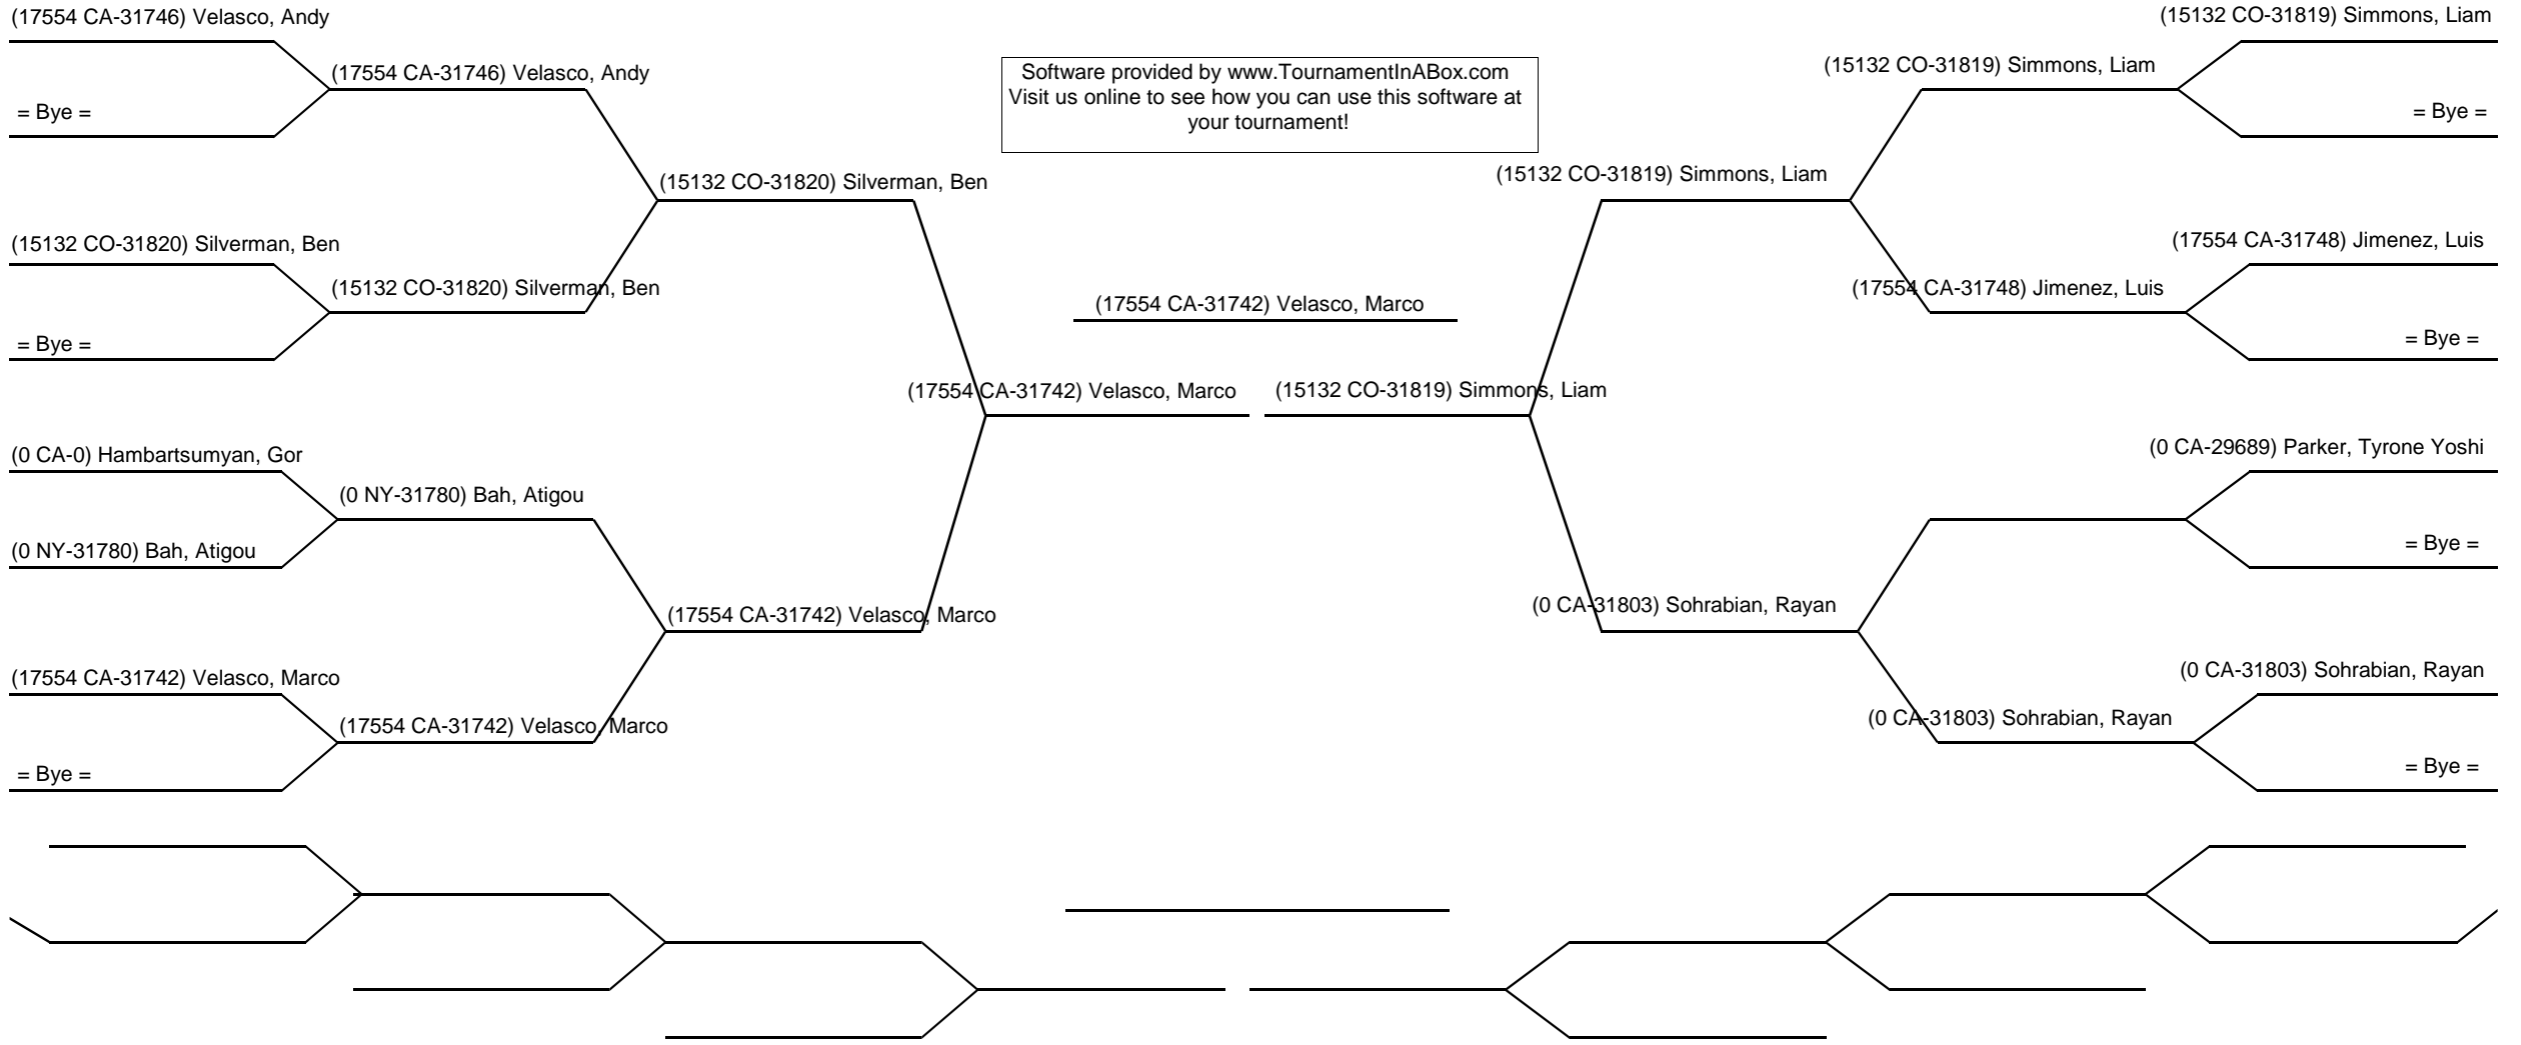 (17554 CA-31746) Velasco, Andy
(15132 CO-31819) Simmons, Liam
(17554 CA-31746) Velasco, Andy
Software provided by www.TournamentInABox.com
Visit us online to see how you can use this software at
your tournament!
(15132 CO-31819) Simmons, Liam
= Bye =
= Bye =
(15132 CO-31820) Silverman, Ben
(15132 CO-31819) Simmons, Liam
(15132 CO-31820) Silverman, Ben
(17554 CA-31748) Jimenez, Luis
(15132 CO-31820) Silverman, Ben
(17554 CA-31742) Velasco, Marco
(17554 CA-31748) Jimenez, Luis
= Bye =
= Bye =
(17554 CA-31742) Velasco, Marco
(15132 CO-31819) Simmons, Liam
(0 CA-0) Hambartsumyan, Gor
(0 CA-29689) Parker, Tyrone Yoshi
(0 NY-31780) Bah, Atigou
(0 NY-31780) Bah, Atigou
= Bye =
(17554 CA-31742) Velasco, Marco
(0 CA-31803) Sohrabian, Rayan
(17554 CA-31742) Velasco, Marco
(0 CA-31803) Sohrabian, Rayan
(17554 CA-31742) Velasco, Marco
(0 CA-31803) Sohrabian, Rayan
= Bye =
= Bye =